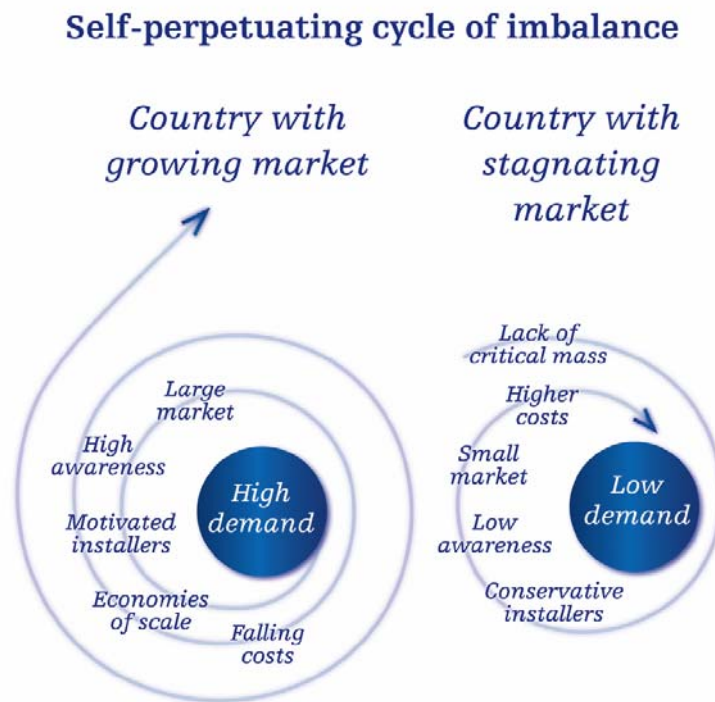 Self-perpetuating cycle of imbalance
Country with
growing market
Large
market
High
awareness
High
demand
Motivated
installers
Economies
of scale
Falling
costs
Country with
stagnating
market
Lack of
critical mass
Higher
costs
Small
market
Low
demand
Low
awareness
Conservative
installers